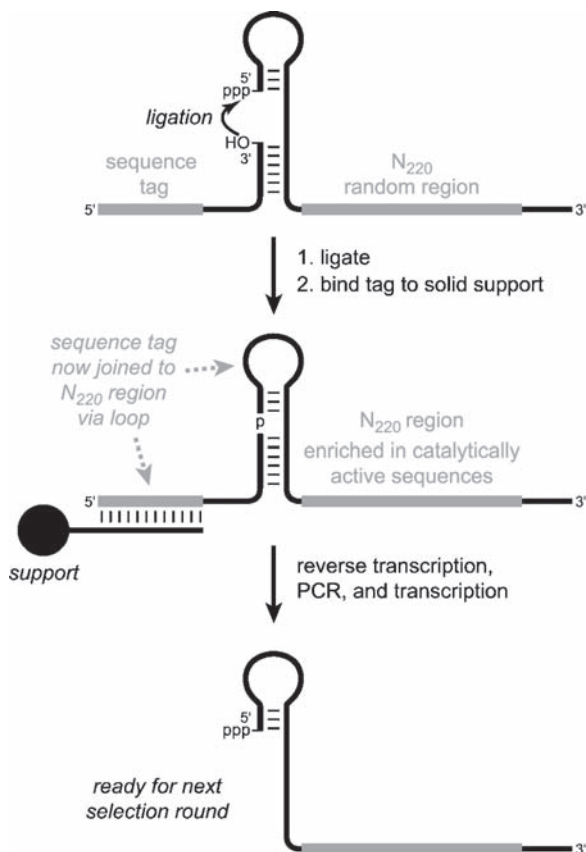 5'
ppp
ligation
HO
3'
sequence
tag
N220
random region
5'
3'
1. ligate
2. bind tag to solid support
sequence tag
now joined to
N220 region
via loop
p
N220 region
enriched in catalytically
active sequences
5'
3'
support
reverse transcription,
PCR, and transcription
5'
ppp
ready for next
selection round
3'